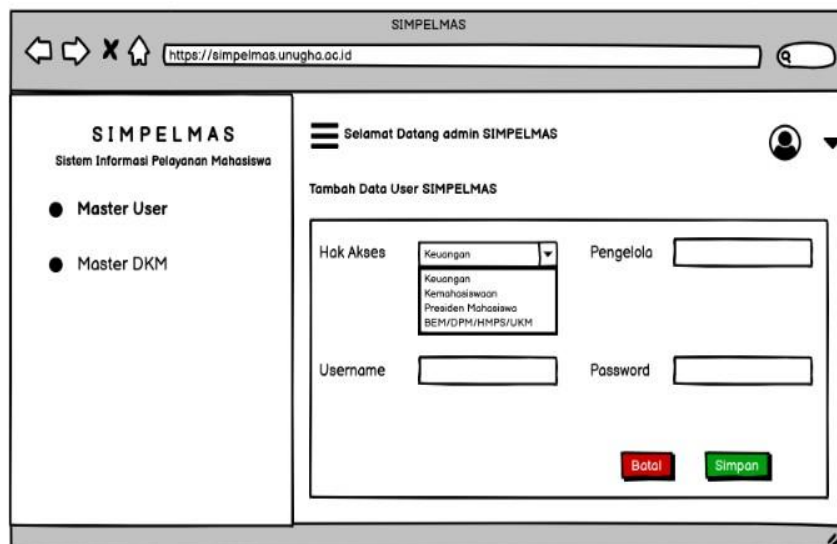 SIMPELMAS
https://simpelmas.unugha.ac.id
SIMPELMAS
Sistem Informasi Pelayanan Mahasiswa
Master User
Master DKM
Selamat Datang admin SIMPELMAS
Tambah Data User SIMPELMAS
Hak Akses
Keuangan
Keuangan
Kemahasiswaan
Presiden Mahasiswa
BEM/DPM/HMPS/UKM
Pengelola
Username
Password
Batal
Simpan